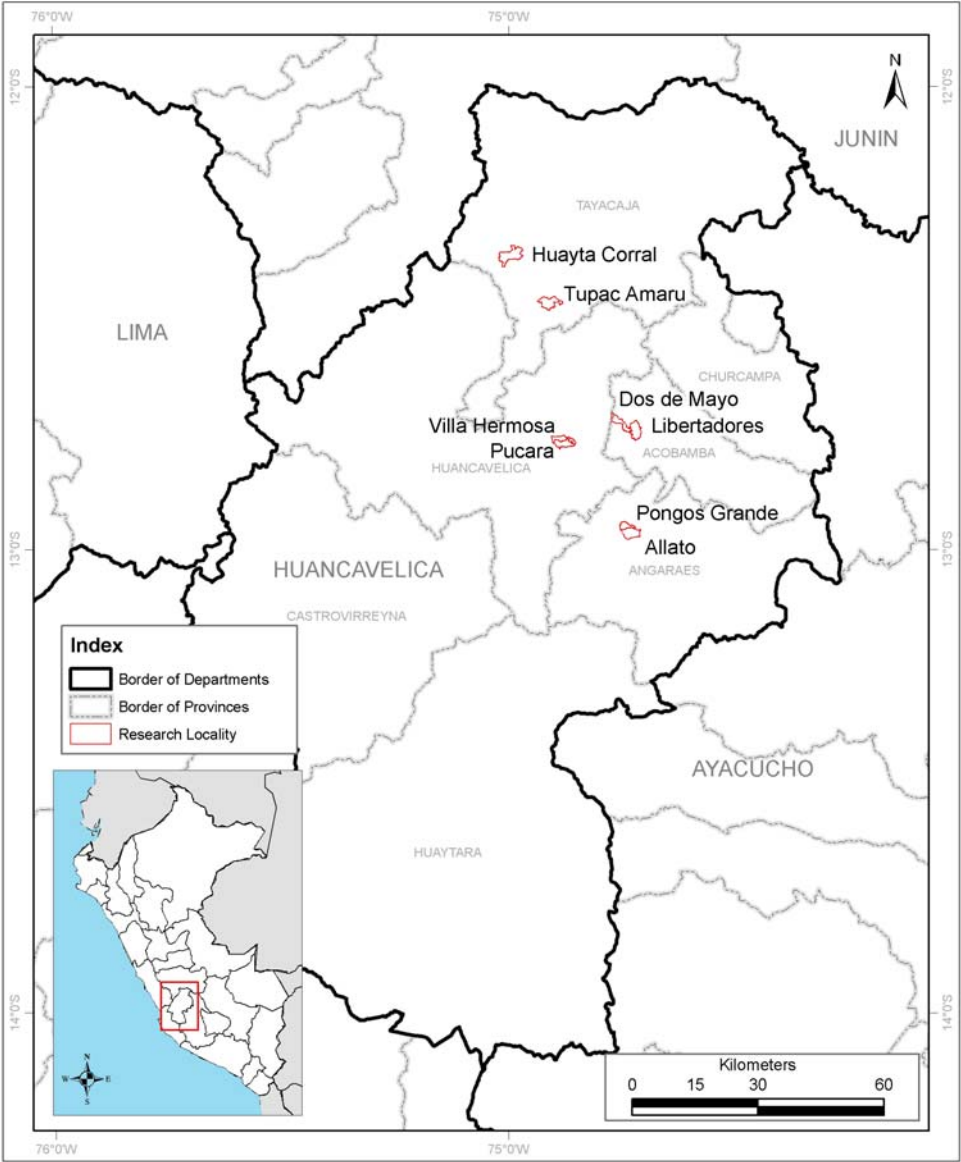 76°0'W
75°0'W
12°0'S
12°0'S
N
JUNIN
TAYACAJA
Huayta Corral
Tupac Amaru
LIMA
CHURCAMPA
Dos de Mayo
Villa Hermosa
Libertadores
Pucara
ACOBAMBA
HUANCAVELICA
Pongos Grande
13°0'S
13°0'S
Allato
HUANCAVELICA
ANGARAES
CASTROVIRREYNA
Index
Border of Departments
Border of Provinces
Research Locality
AYACUCHO
HUAYTARA
14°0'S
14°0'S
N
W
E
S
Kilometers
0 15 30 60
76°0'W
75°0'W